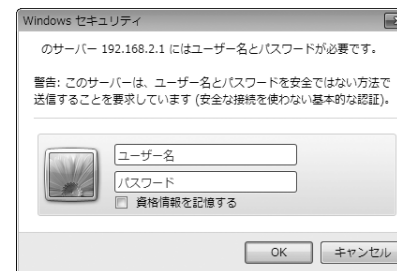 Windows セキュリティ
のサーバー 192.168.2.1 にはユーザー名とパスワードが必要です。
警告: このサーバーは、ユーザー名とパスワードを安全ではない方法で
送信することを要求しています (安全な接続を使わない基本的な認証)。
ユーザー名
パスワード
資格情報を記憶する
OK
キャンセル